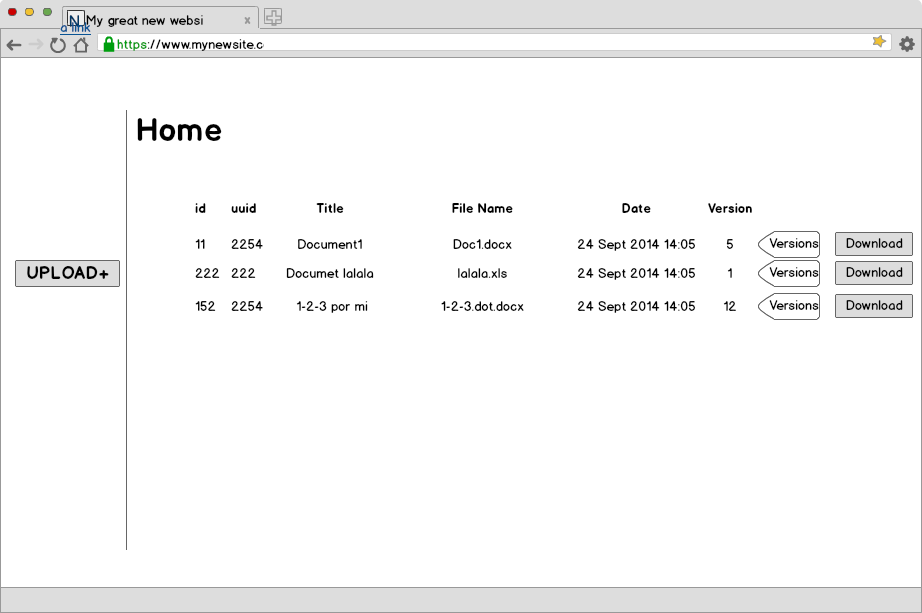 N My great new websi x
a link
https://www.mynewsite.c
Home
id uuid Title File Name Date Version
11 2254 Document1 Doc1.docx 24 Sept 2014 14:05 5 Versions Download
UPLOAD+
222 222 Documet lalala lalala.xls 24 Sept 2014 14:05 1 Versions Download
152 2254 1-2-3 por mi 1-2-3.dot.docx 24 Sept 2014 14:05 12 Versions Download